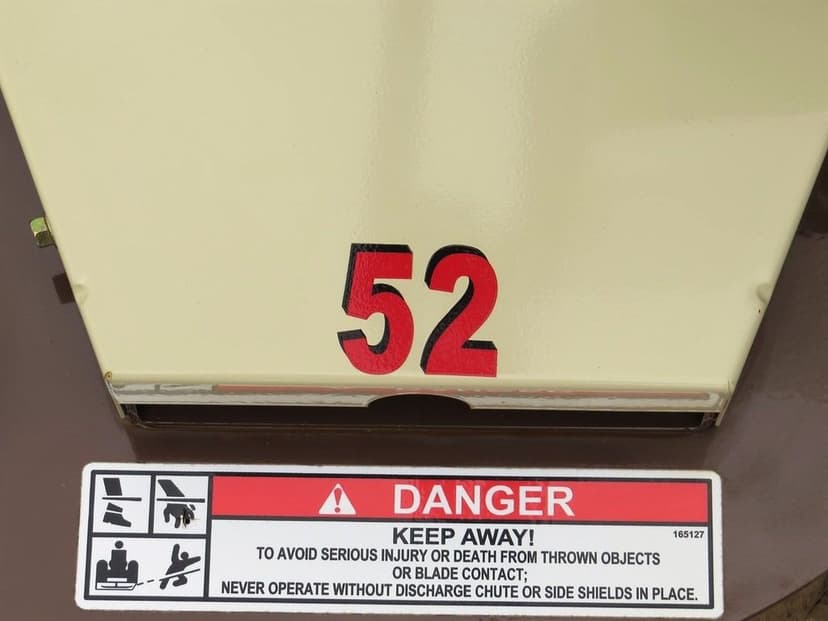 52
DANGER
KEEP AWAY!
165127
TO AVOID SERIOUS INJURY OR DEATH FROM THROWN OBJECTS
OR BLADE CONTACT;
NEVER OPERATE WITHOUT DISCHARGE CHUTE OR SIDE SHIELDS IN PLACE.